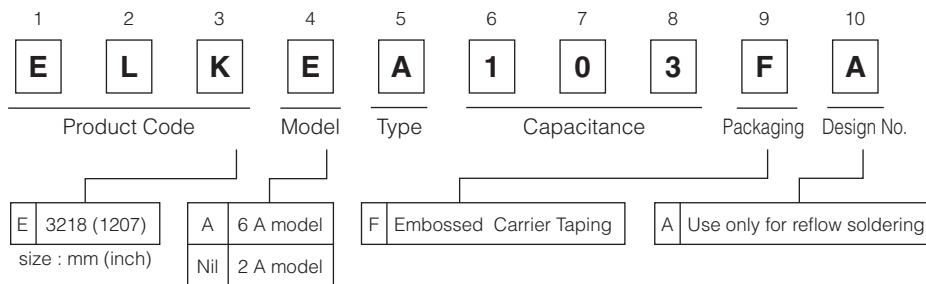 1 2 3 4 5 6 7 8 9 10
E L K E A 1 0 3 F A
Product Code Model Type Capacitance Packaging Design No.
E 3218 (1207)
size : mm (inch)
A 6 A model
Nil 2 A model
F Embossed Carrier Taping
A Use only for reflow soldering